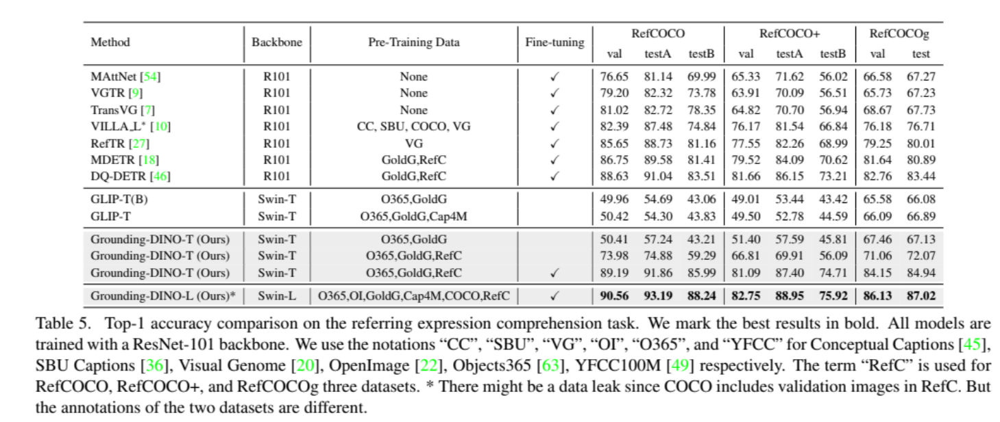 Method Backbone Pre-Training Data Fine-tuning RefCOCO RefCOCO+ RefCOCOg
val testA testB val testA testB val test
MAttNet [54] R101 None ✓ 76.65 81.14 69.99 65.33 71.62 56.02 66.58 67.27
VGTR [9] R101 None ✓ 79.20 82.32 73.78 63.91 70.09 56.51 65.73 67.23
TransVG [7] R101 None ✓ 81.02 82.72 78.35 64.82 70.70 56.94 68.67 67.73
VILLA_L* [10] R101 CC, SBU, COCO, VG ✓ 82.39 87.48 74.84 76.17 81.54 66.84 76.18 76.71
RefTR [27] R101 VG ✓ 85.65 88.73 81.16 77.55 82.26 68.99 79.25 80.01
MDETR [18] R101 GoldG,RefC ✓ 86.75 89.58 81.41 79.52 84.09 70.62 81.64 80.89
DQ-DETR [46] R101 GoldG,RefC ✓ 88.63 91.04 83.51 81.66 86.15 73.21 82.76 83.44
GLIP-T(B) Swin-T O365,GoldG 49.96 54.69 43.06 49.01 53.44 43.42 65.58 66.08
GLIP-T Swin-T O365,GoldG,Cap4M 50.42 54.30 43.83 49.50 52.78 44.59 66.09 66.89
Grounding-DINO-T (Ours) Swin-T O365,GoldG 50.41 57.24 43.21 51.40 57.59 45.81 67.46 67.13
Grounding-DINO-T (Ours) Swin-T O365,GoldG,RefC 73.98 74.88 59.29 66.81 69.91 56.09 71.06 72.07
Grounding-DINO-T (Ours) Swin-T O365,GoldG,RefC ✓ 89.19 91.86 85.99 81.09 87.40 74.71 84.15 84.94
Grounding-DINO-L (Ours)* Swin-L O365,OI,GoldG,Cap4M,COCO,RefC ✓ 90.56 93.19 88.24 82.75 88.95 75.92 86.13 87.02
Table 5. Top-1 accuracy comparison on the referring expression comprehension task. We mark the best results in bold. All models are
trained with a ResNet-101 backbone. We use the notations “CC”, “SBU”, “VG”, “OI”, “O365”, and “YFCC” for Conceptual Captions [45],
SBU Captions [36], Visual Genome [20], OpenImage [22], Objects365 [63], YFCC100M [49] respectively. The term “RefC” is used for
RefCOCO, RefCOCO+, and RefCOCOg three datasets. * There might be a data leak since COCO includes validation images in RefC. But
the annotations of the two datasets are different.